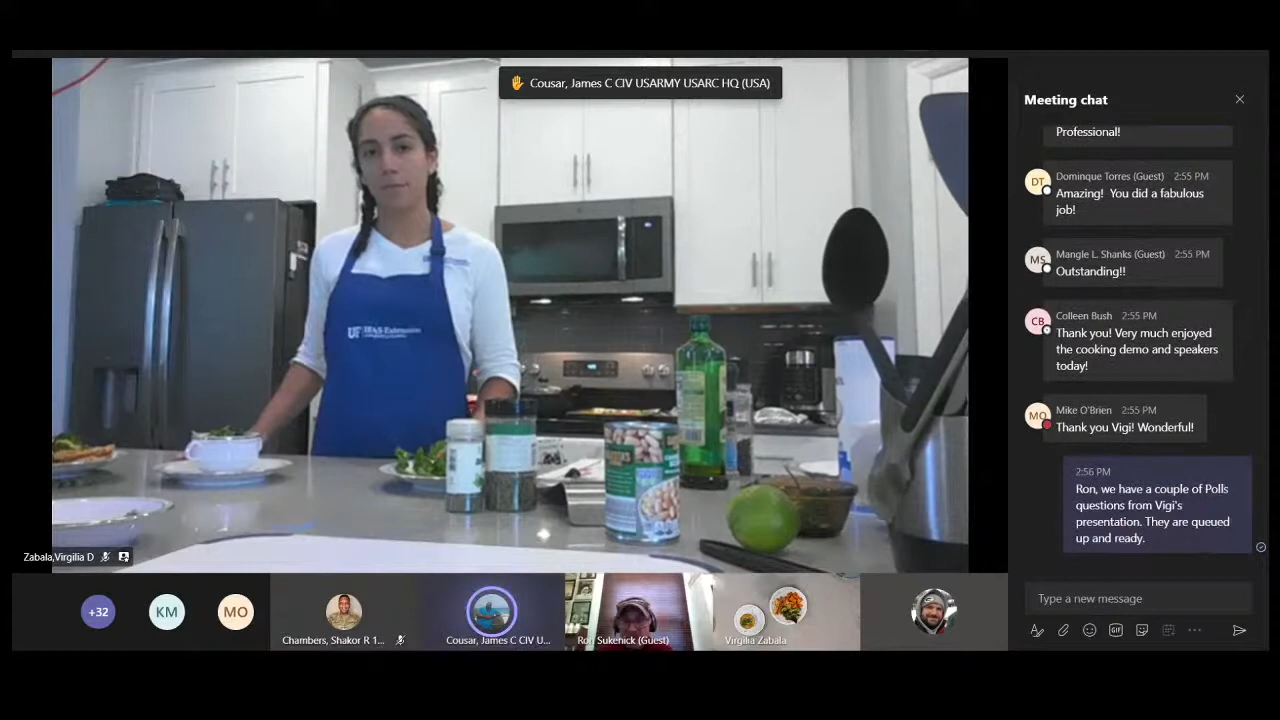 Cousar, James C CIV USARMY USARC HQ (USA)
UF IFAS Extension
Zabala,Virgilia D
+32
KM
MO
Chambers, Shakor R 1...
Cousar, James C CIV U...
Ron Sukenick (Guest)
Virgilia Zabala
Meeting chat
Professional!
DT
Dominque Torres (Guest) 2:55 PM
Amazing! You did a fabulous
job!
MS
Mangle L. Shanks (Guest) 2:55 PM
Outstanding!!
CB
Colleen Bush 2:55 PM
Thank you! Very much enjoyed
the cooking demo and speakers
today!
MO
Mike O'Brien 2:55 PM
Thank you Vigi! Wonderful!
2:56 PM
Ron, we have a couple of Polls
questions from Vigi's
presentation. They are queued
up and ready.
Type a new message
GIF